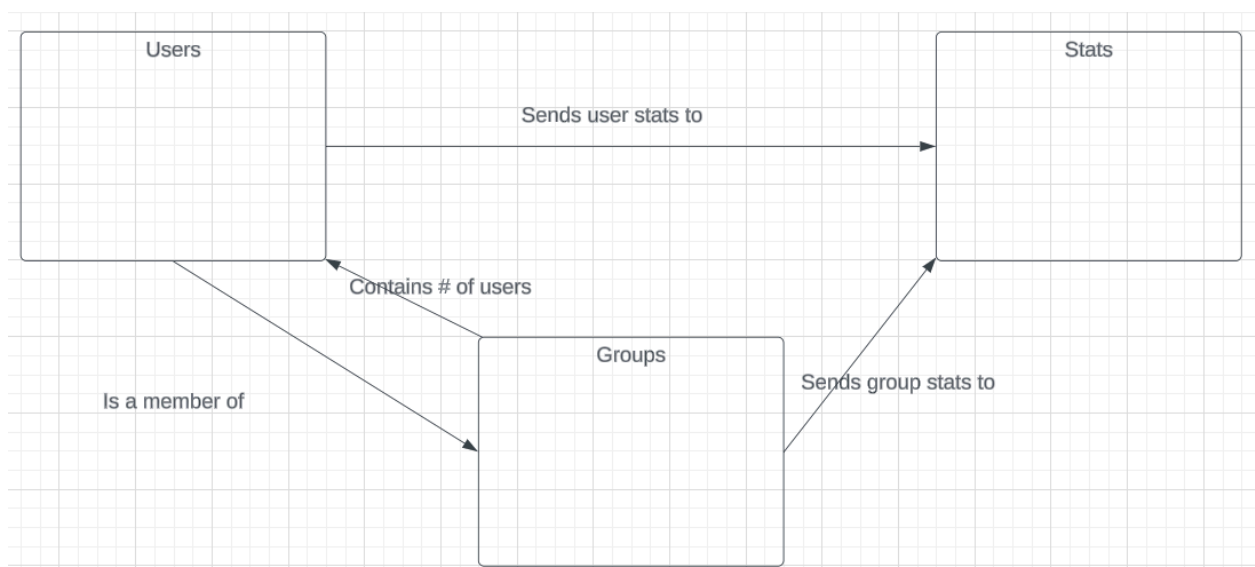 Users
Stats
Sends user stats to
Contains # of users
Groups
Sends group stats to
Is a member of